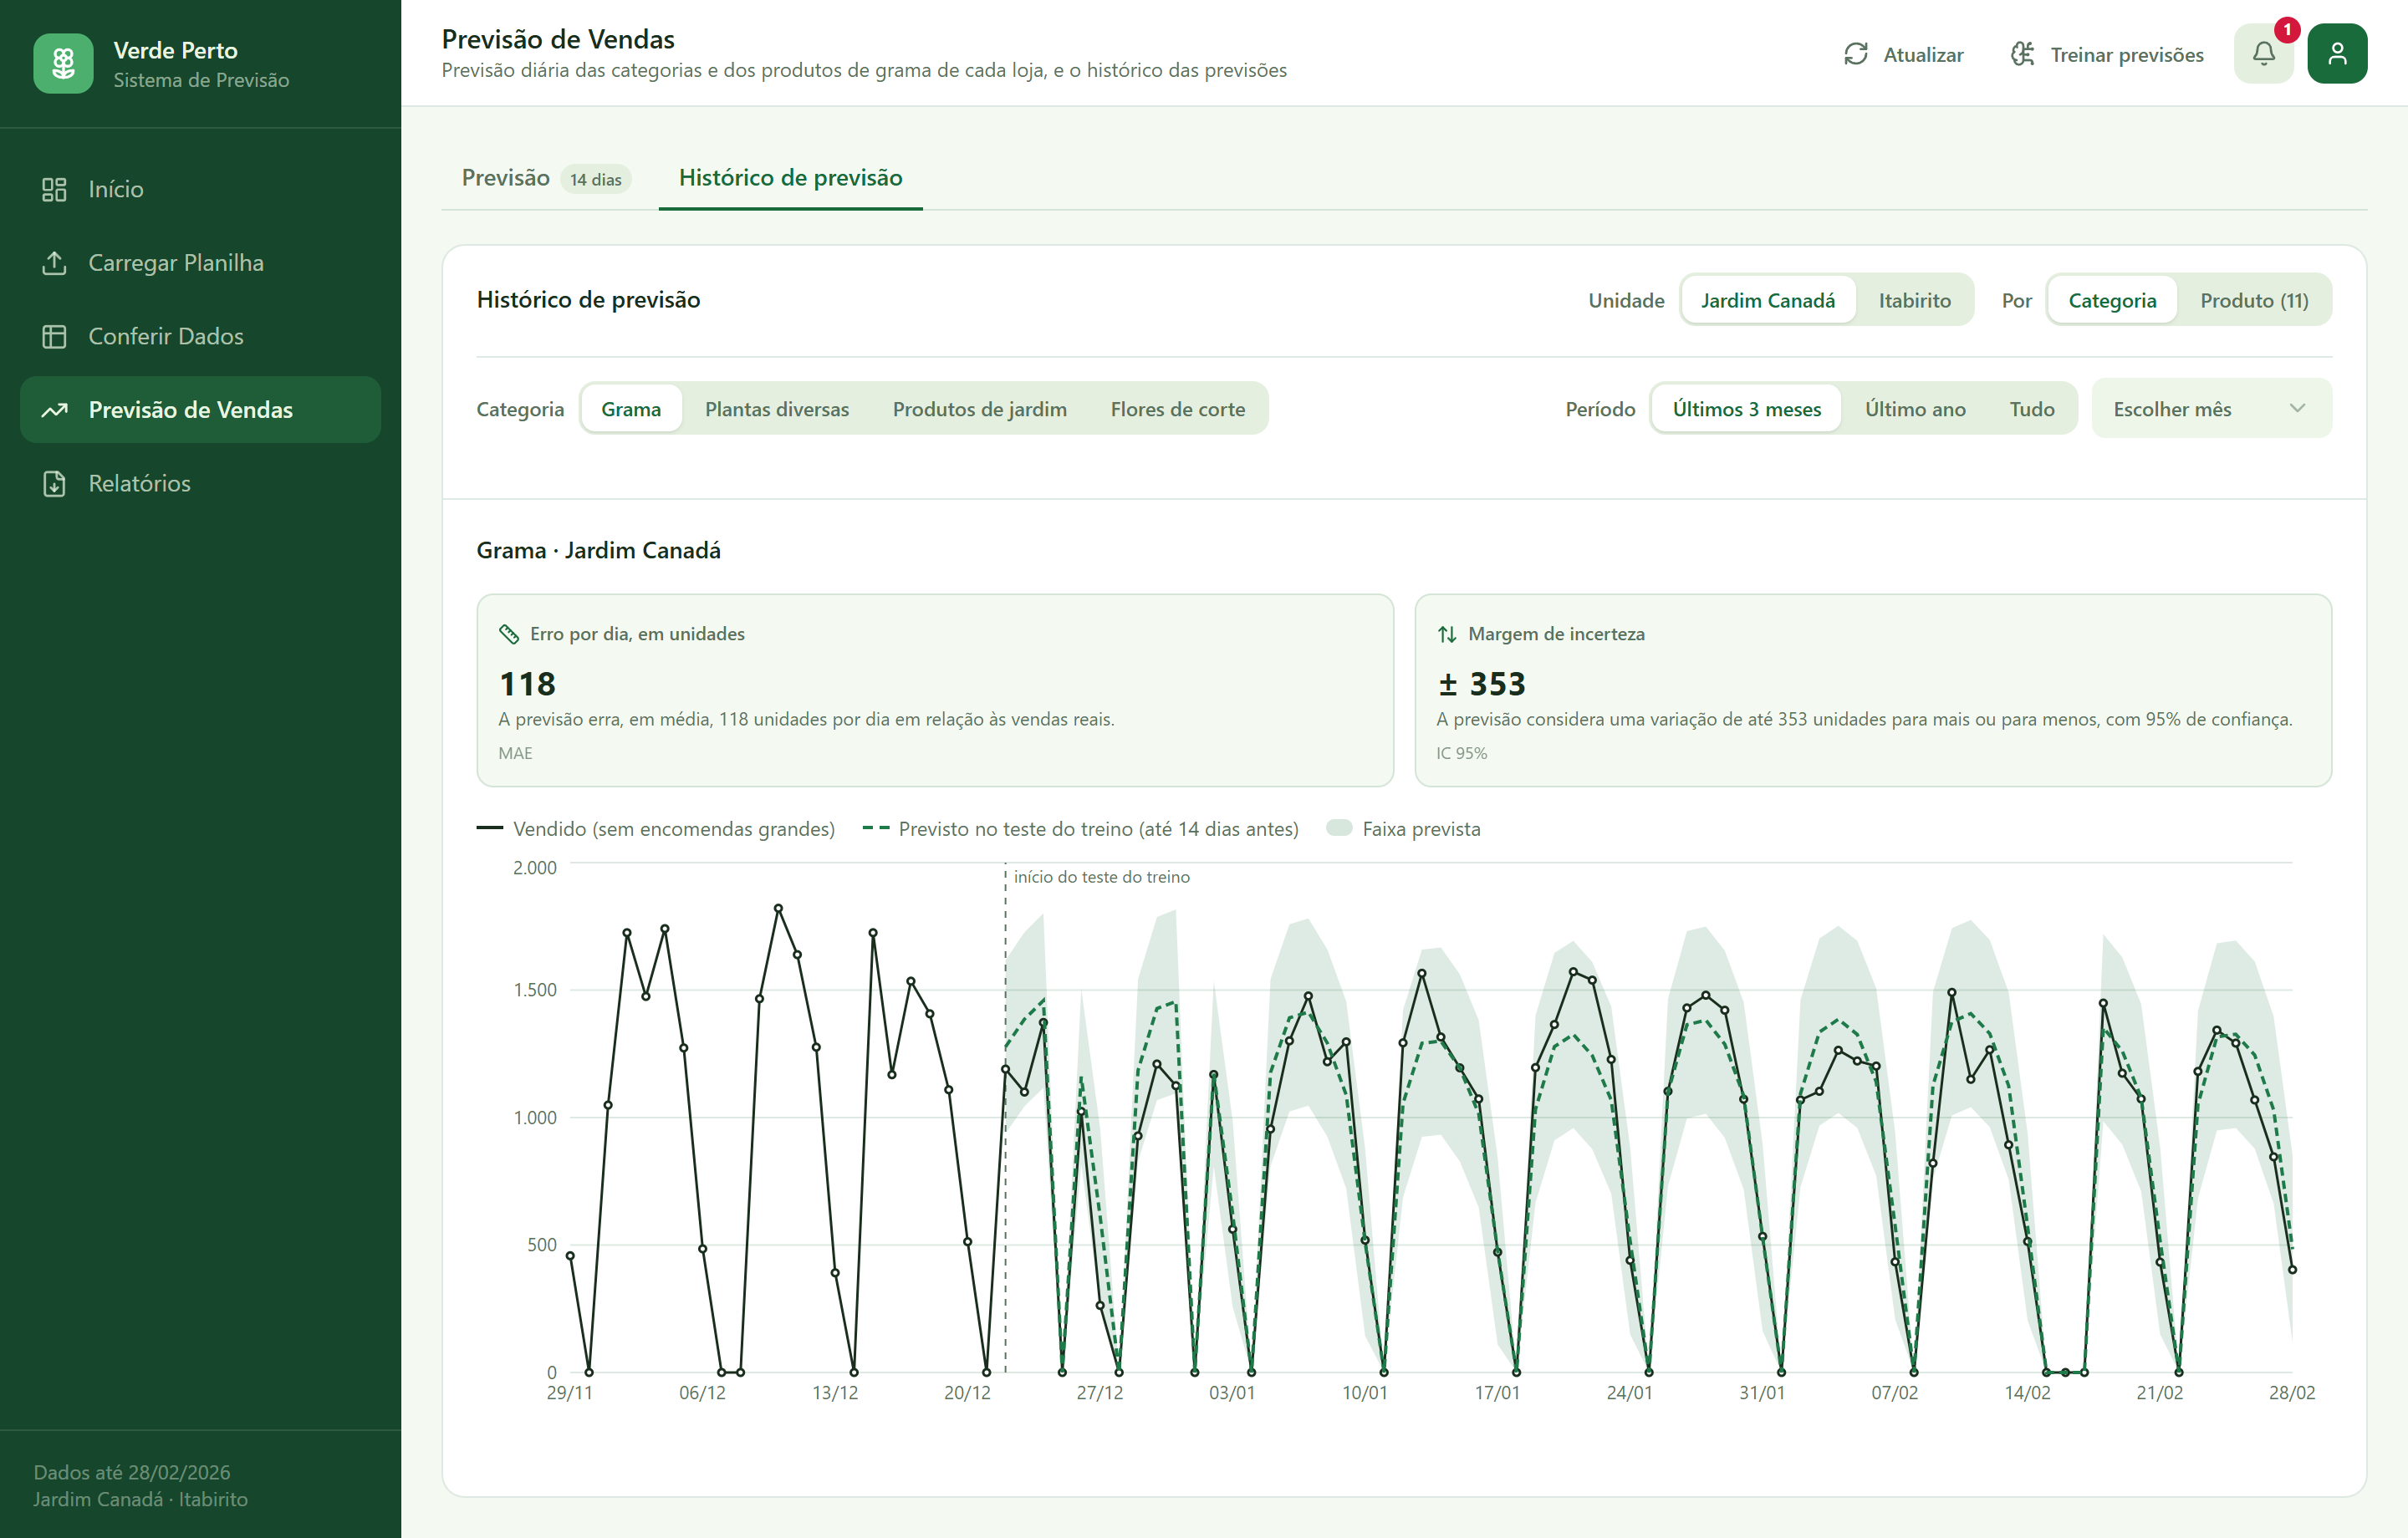 Verde Perto
Sistema de Previsão
Início
Carregar Planilha
Conferir Dados
Previsão de Vendas
Relatórios
Dados até 28/02/2026
Jardim Canadá · Itabirito
Previsão de Vendas
Previsão diária das categorias e dos produtos de grama de cada loja, e o histórico das previsões
Atualizar
Treinar previsões
1
Previsão 14 dias
Histórico de previsão
Histórico de previsão
Unidade Jardim Canadá Itabirito Por Categoria Produto (11)
Categoria Grama Plantas diversas Produtos de jardim Flores de corte
Período Últimos 3 meses Último ano Tudo Escolher mês
Grama · Jardim Canadá
Erro por dia, em unidades
118
A previsão erra, em média, 118 unidades por dia em relação às vendas reais.
MAE
Margem de incerteza
± 353
A previsão considera uma variação de até 353 unidades para mais ou para menos, com 95% de confiança.
IC 95%
Vendido (sem encomendas grandes) Previsto no teste do treino (até 14 dias antes) Faixa prevista
2.000
início do teste do treino
1.500
1.000
500
0
29/11 06/12 13/12 20/12 27/12 03/01 10/01 17/01 24/01 31/01 07/02 14/02 21/02 28/02